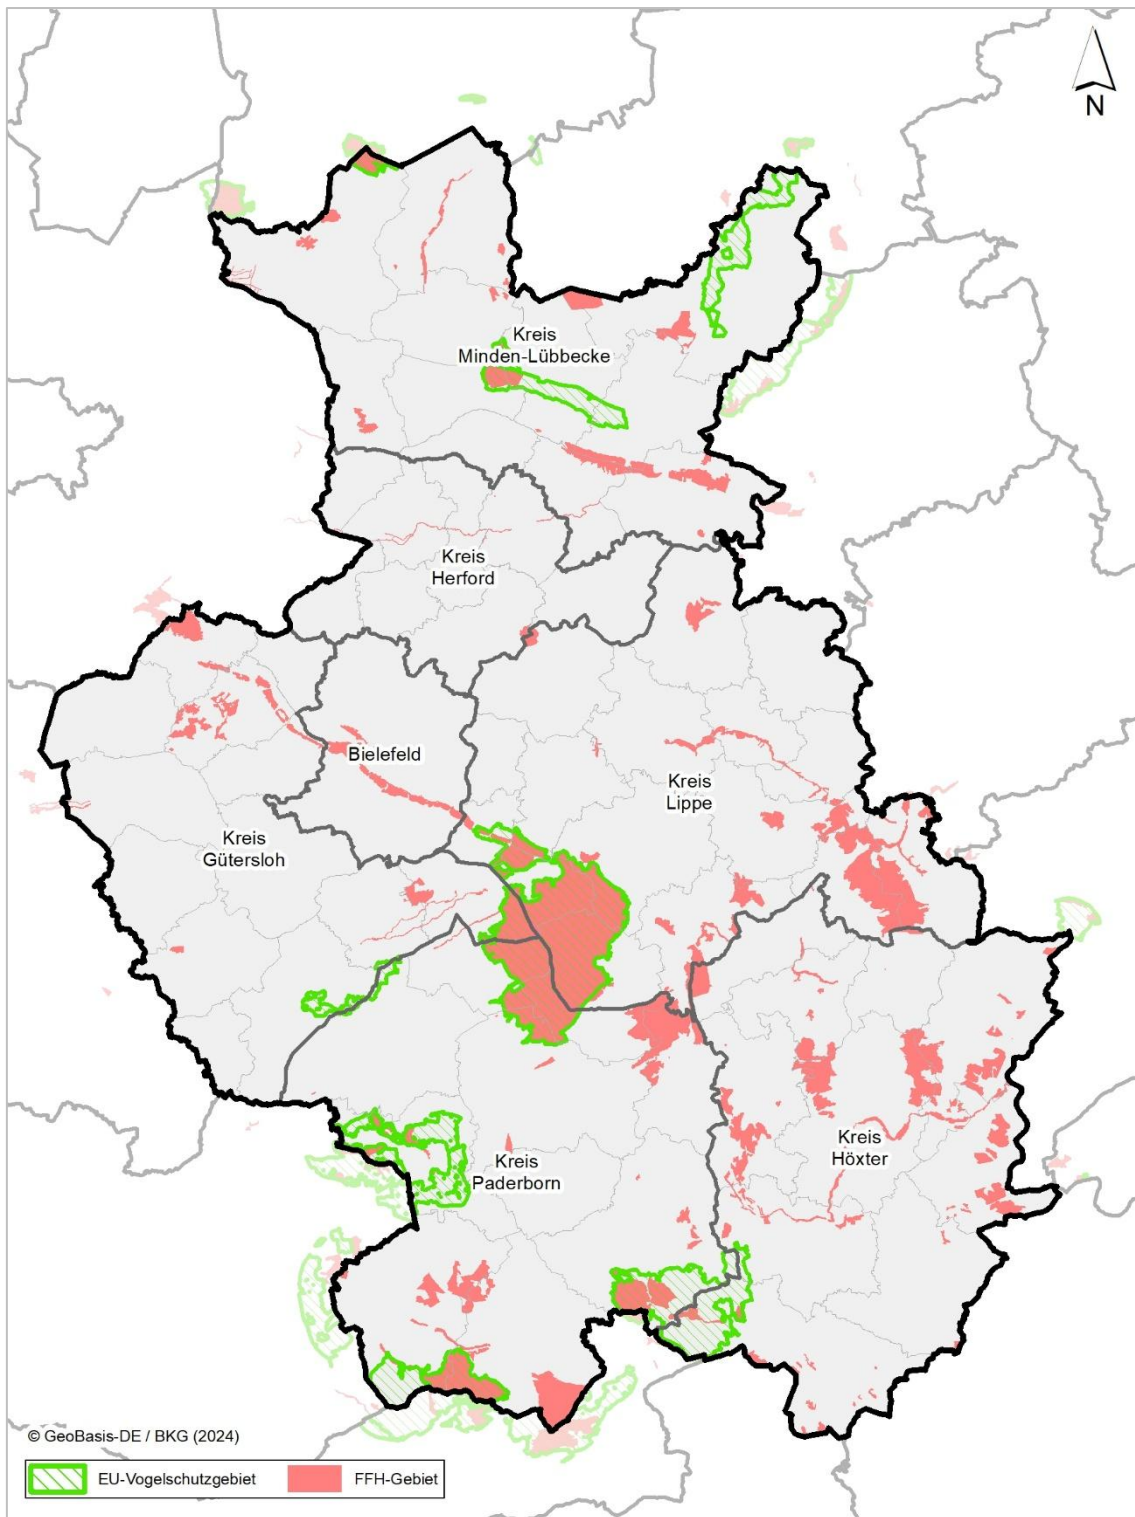 N
Kreis
Minden-Lübbecke
Kreis
Herford
Bielefeld
Kreis
Lippe
Kreis
Gütersloh
Kreis
Höxter
Kreis
Paderborn
© GeoBasis-DE / BKG (2024)
EU-Vogelschutzgebiet
FFH-Gebiet